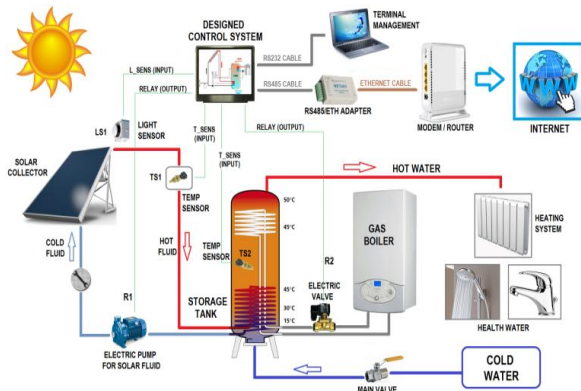 DESIGNED
CONTROL SYSTEM
TERMINAL
MANAGEMENT
RS232 CABLE
L_SENS (INPUT)
RS485 CABLE
ETHERNET CABLE
RELAY (OUTPUT)
RS485/ETH ADAPTER
WWW
MODEM / ROUTER
INTERNET
LS1
LIGHT
SENSOR
T_SENS
(INPUT)
RELAY (OUTPUT)
T_SENS
(INPUT)
SOLAR
COLLECTOR
TS1
TEMP
SENSOR
HOT WATER
50°C
45°C
GAS
BOILER
HEATING
SYSTEM
COLD
FLUID
HOT
FLUID
TEMP
SENSOR
TS2
R2
R1
STORAGE
TANK
45°C
30°C
15°C
ELECTRIC
VALVE
HEALTH WATER
ELECTRIC PUMP
FOR SOLAR FLUID
MAIN VALVE
COLD
WATER